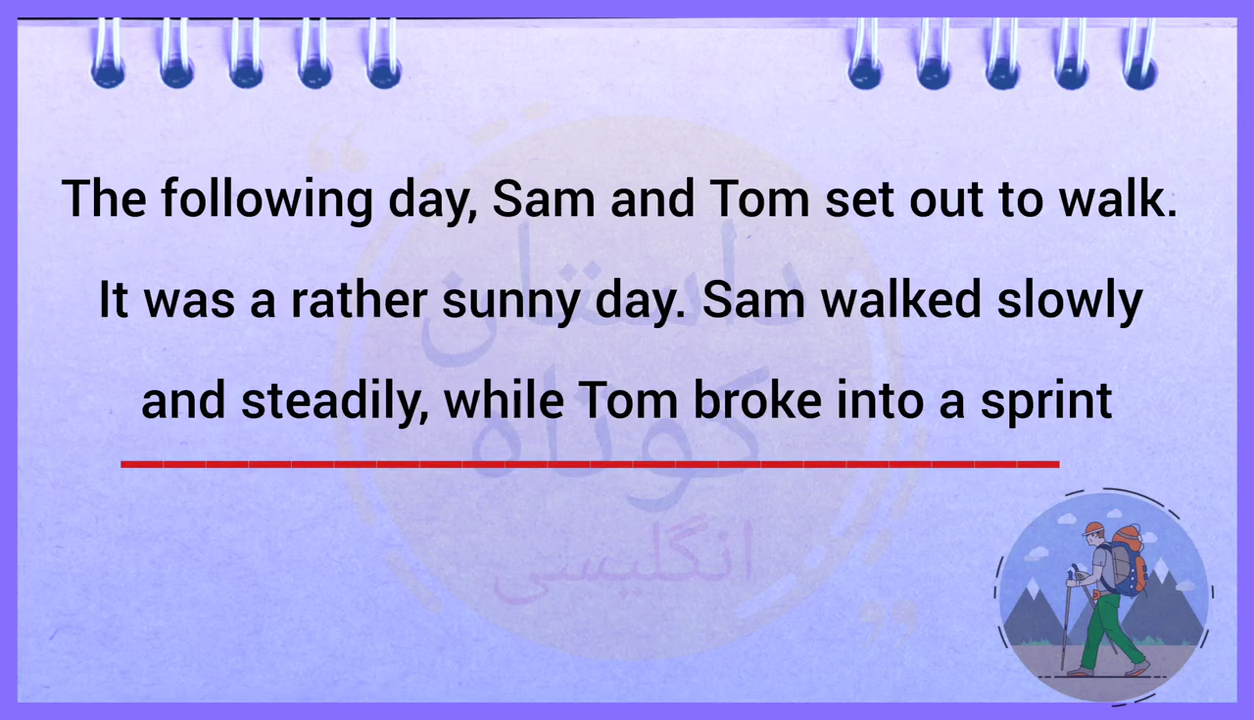 The following day, Sam and Tom set out to walk.
It was a rather sunny day. Sam walked slowly
and steadily, while Tom broke into a sprint
داستان
کوتاه
انگلیسی